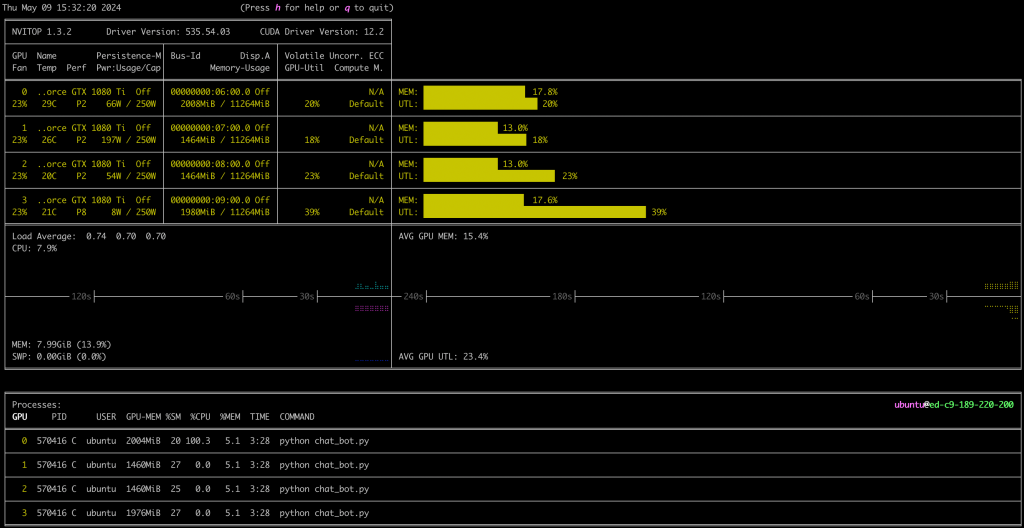 Thu May 09 15:32:20 2024 (Press h for help or q to quit)
NVITOP 1.3.2 Driver Version: 535.54.03 CUDA Driver Version: 12.2
GPU Name Persistence-M Bus-Id Disp.A Volatile Uncorr. ECC
Fan Temp Perf Pwr:Usage/Cap Memory-Usage GPU-Util Compute M.
0 ..orce GTX 1080 Ti Off 00000000:06:00.0 Off N/A MEM: 17.8%
23% 29C P2 66W / 250W 2008MiB / 11264MiB 20% Default UTL: 20%
1 ..orce GTX 1080 Ti Off 00000000:07:00.0 Off N/A MEM: 13.0%
23% 26C P2 197W / 250W 1464MiB / 11264MiB 18% Default UTL: 18%
2 ..orce GTX 1080 Ti Off 00000000:08:00.0 Off N/A MEM: 13.0%
23% 20C P2 54W / 250W 1464MiB / 11264MiB 23% Default UTL: 23%
3 ..orce GTX 1080 Ti Off 00000000:09:00.0 Off N/A MEM: 17.6%
23% 21C P8 8W / 250W 1980MiB / 11264MiB 39% Default UTL: 39%
Load Average: 0.74 0.70 0.70 AVG GPU MEM: 15.4%
CPU: 7.9%
120s 60s 30s 240s 180s 120s 60s 30s
MEM: 7.99GiB (13.9%)
SWP: 0.00GiB (0.0%) AVG GPU UTL: 23.4%
Processes: ubuntu@ed-c9-189-220-200
GPU PID USER GPU-MEM %SM %CPU %MEM TIME COMMAND
0 570416 C ubuntu 2004MiB 20 100.3 5.1 3:28 python chat_bot.py
1 570416 C ubuntu 1460MiB 27 0.0 5.1 3:28 python chat_bot.py
2 570416 C ubuntu 1460MiB 25 0.0 5.1 3:28 python chat_bot.py
3 570416 C ubuntu 1976MiB 27 0.0 5.1 3:28 python chat_bot.py